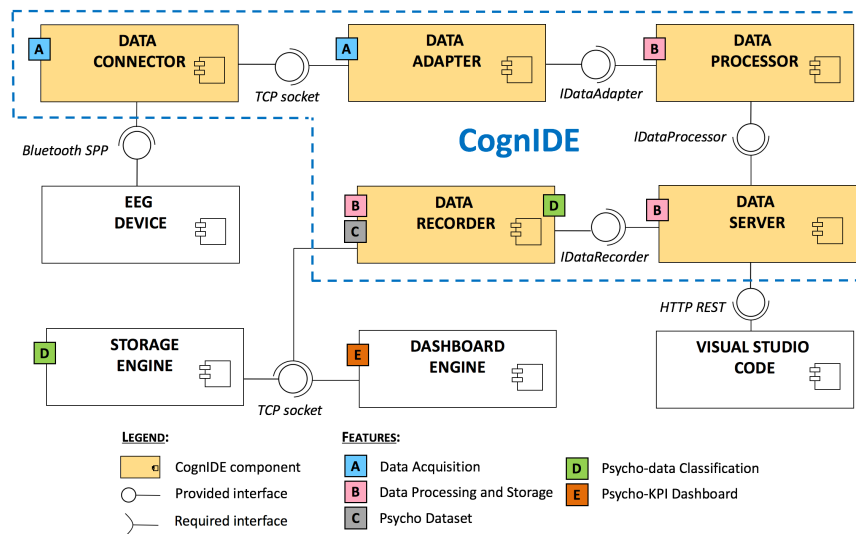 A
DATA
CONNECTOR
A
DATA
ADAPTER
B
DATA
PROCESSOR
TCP socket
IDataAdapter
Bluetooth SPP
CognIDE
IDataProcessor
EEG
DEVICE
B
C
DATA
RECORDER
D
B
DATA
SERVER
IDataRecorder
HTTP REST
D
STORAGE
ENGINE
E
DASHBOARD
ENGINE
VISUAL STUDIO
CODE
TCP socket
LEGEND:
CognIDE component
Provided interface
Required interface
FEATURES:
A Data Acquisition
B Data Processing and Storage
C Psycho Dataset
D Psycho-data Classification
E Psycho-KPI Dashboard